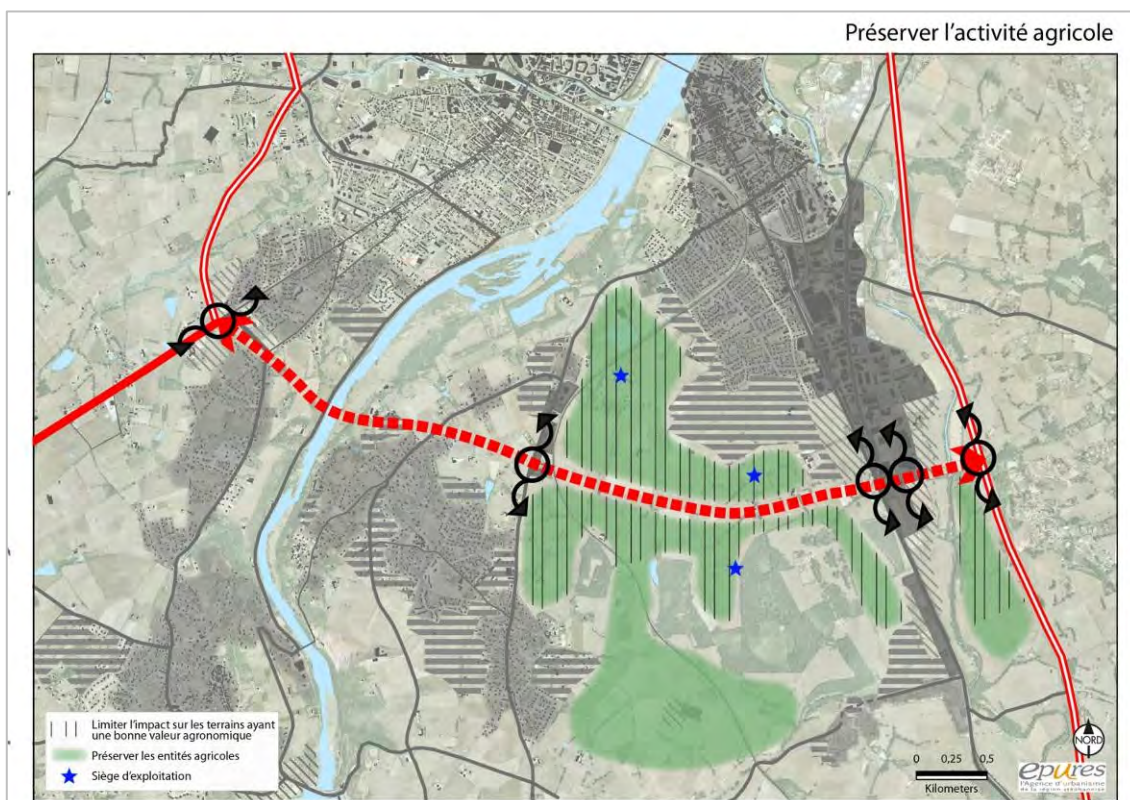 Préserver l'activité agricole
Limiter l'impact sur les terrains ayant
une bonne valeur agronomique
Préserver les entités agricoles
Siège d'exploitation
NORD
0 0,25 0,5
Kilometers
epures
l'Agence d'urbanisme
de la région stéphanoise